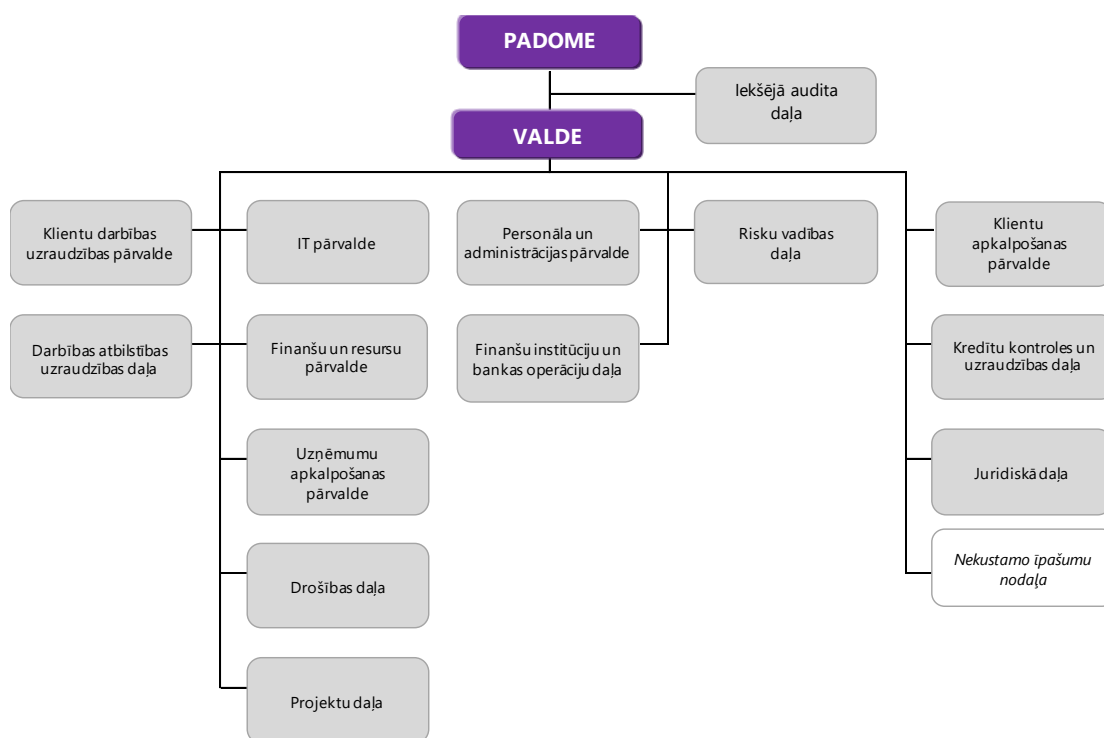 PADOME
Iekšējā audita
daļa
VALDE
Klientu darbības
uzraudzības pārvalde
IT pārvalde
Personāla un
administrācijas pārvalde
Risku vadības
daļa
Klientu
apkalpošanas
pārvalde
Darbības atbilstības
uzraudzības daļa
Finanšu un resursu
pārvalde
Finanšu institūciju un
bankas operāciju daļa
Kredītu kontroles un
uzraudzības daļa
Uzņēmumu
apkalpošanas
pārvalde
Juridiskā daļa
Drošības daļa
Nekustamo īpašumu
nodaļa
Projektu daļa